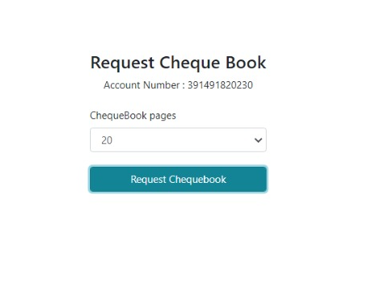 Request Cheque Book
Account Number : 391491820230
ChequeBook pages
20
Request Chequebook